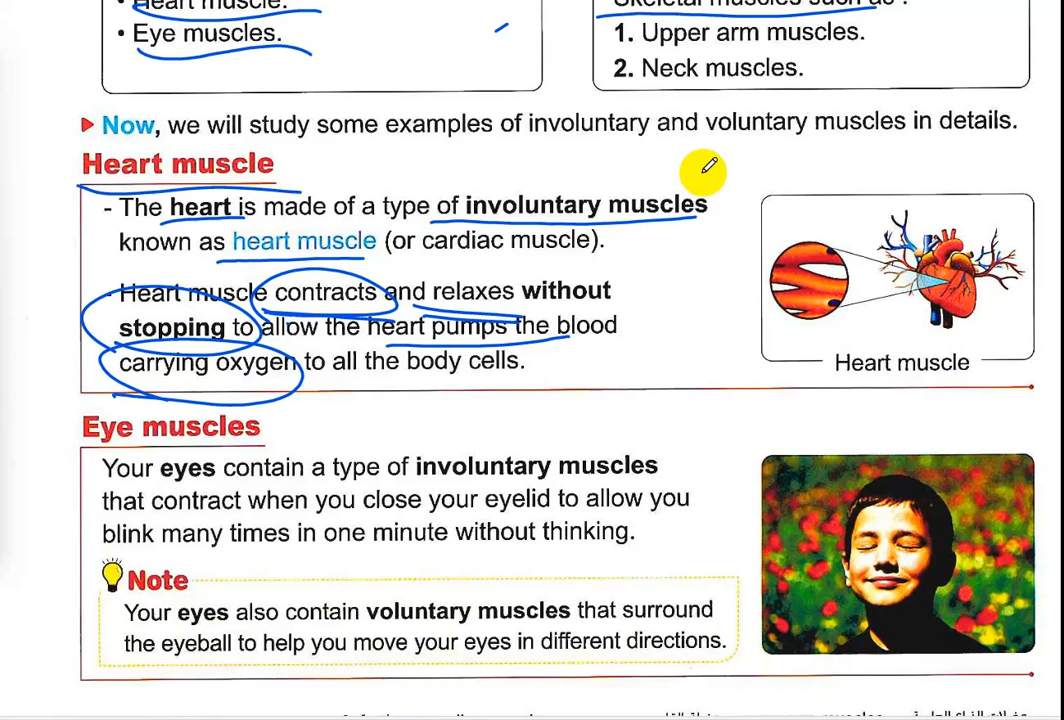 • Heart muscle.
• Eye muscles.
Skeletal muscles such as :
1. Upper arm muscles.
2. Neck muscles.
Now, we will study some examples of involuntary and voluntary muscles in details.
Heart muscle
- The heart is made of a type of involuntary muscles
known as heart muscle (or cardiac muscle).
- Heart muscle contracts and relaxes without
stopping to allow the heart pumps the blood
carrying oxygen to all the body cells.
Heart muscle
Eye muscles
Your eyes contain a type of involuntary muscles
that contract when you close your eyelid to allow you
blink many times in one minute without thinking.
Note
Your eyes also contain voluntary muscles that surround
the eyeball to help you move your eyes in different directions.